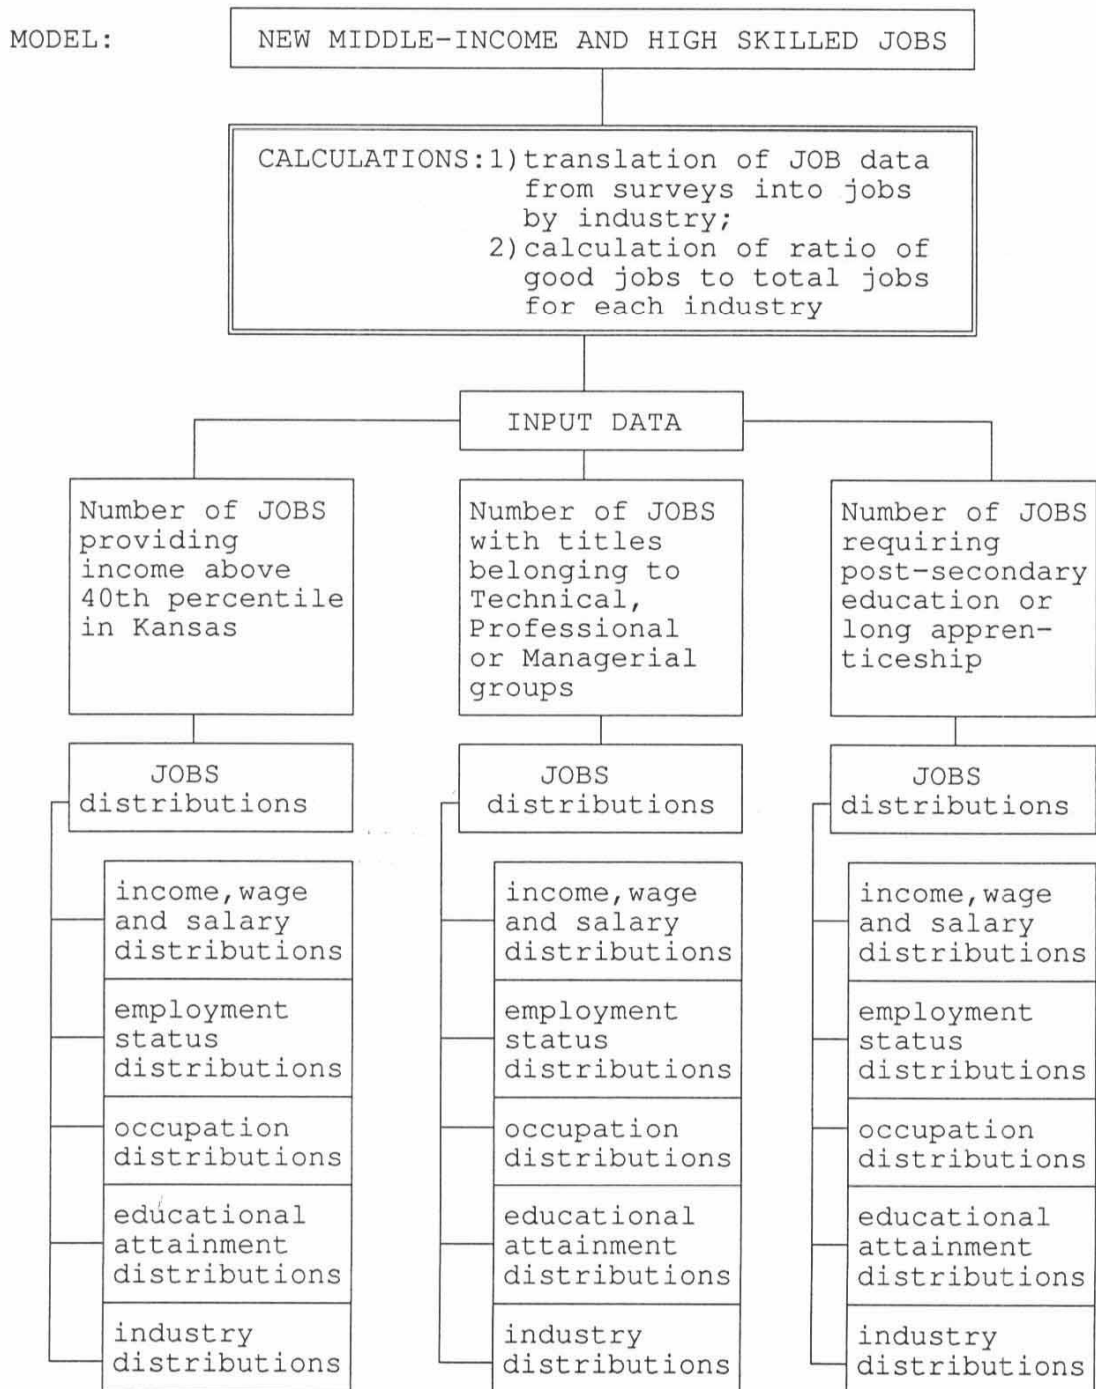 MODEL:
NEW MIDDLE-INCOME AND HIGH SKILLED JOBS
CALCULATIONS:1)translation of JOB data
from surveys into jobs
by industry;
2)calculation of ratio of
good jobs to total jobs
for each industry
INPUT DATA
Number of JOBS
providing
income above
40th percentile
in Kansas
Number of JOBS
with titles
belonging to
Technical,
Professional
or Managerial
groups
Number of JOBS
requiring
post-secondary
education or
long appren-
ticeship
JOBS
distributions
JOBS
distributions
JOBS
distributions
income,wage
and salary
distributions
employment
status
distributions
occupation
distributions
educational
attainment
distributions
industry
distributions
income,wage
and salary
distributions
employment
status
distributions
occupation
distributions
educational
attainment
distributions
industry
distributions
income,wage
and salary
distributions
employment
status
distributions
occupation
distributions
educational
attainment
distributions
industry
distributions